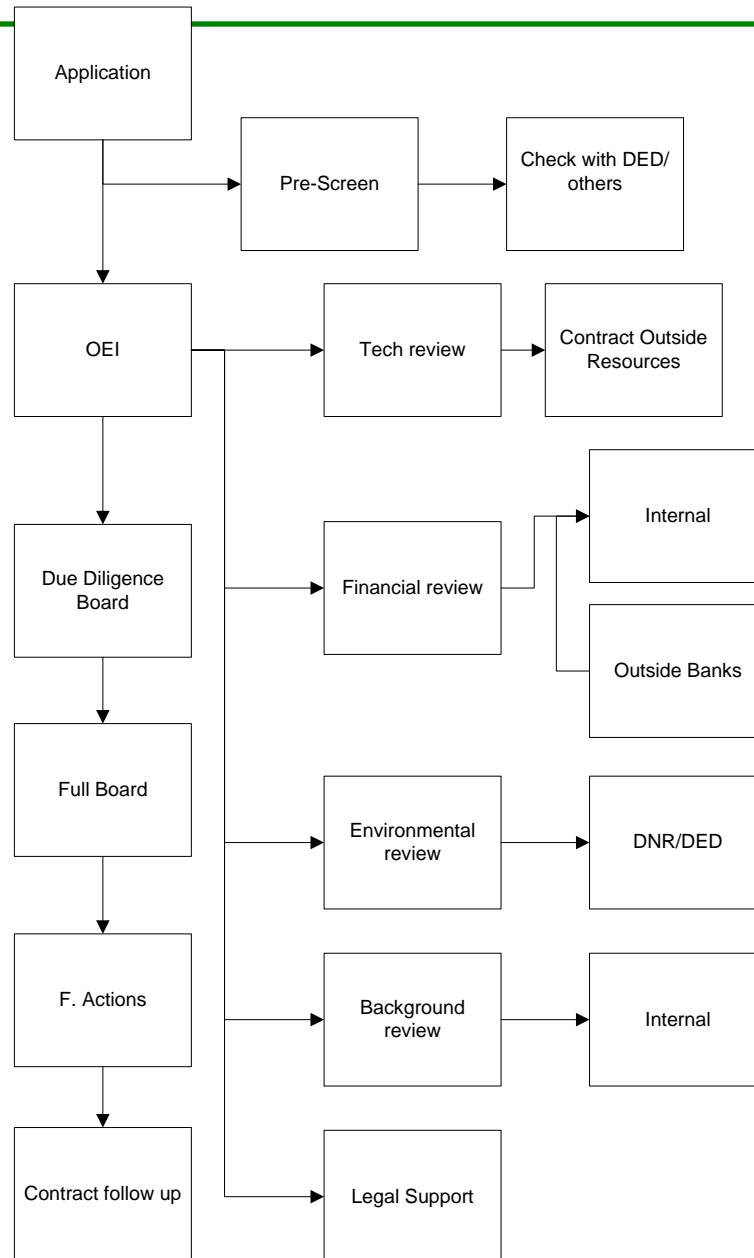 Application
Pre-Screen
Check with DED/
others
OEI
Tech review
Contract Outside
Resources
Internal
Due Diligence
Board
Financial review
Outside Banks
Full Board
Environmental
review
DNR/DED
F. Actions
Background
review
Internal
Contract follow up
Legal Support